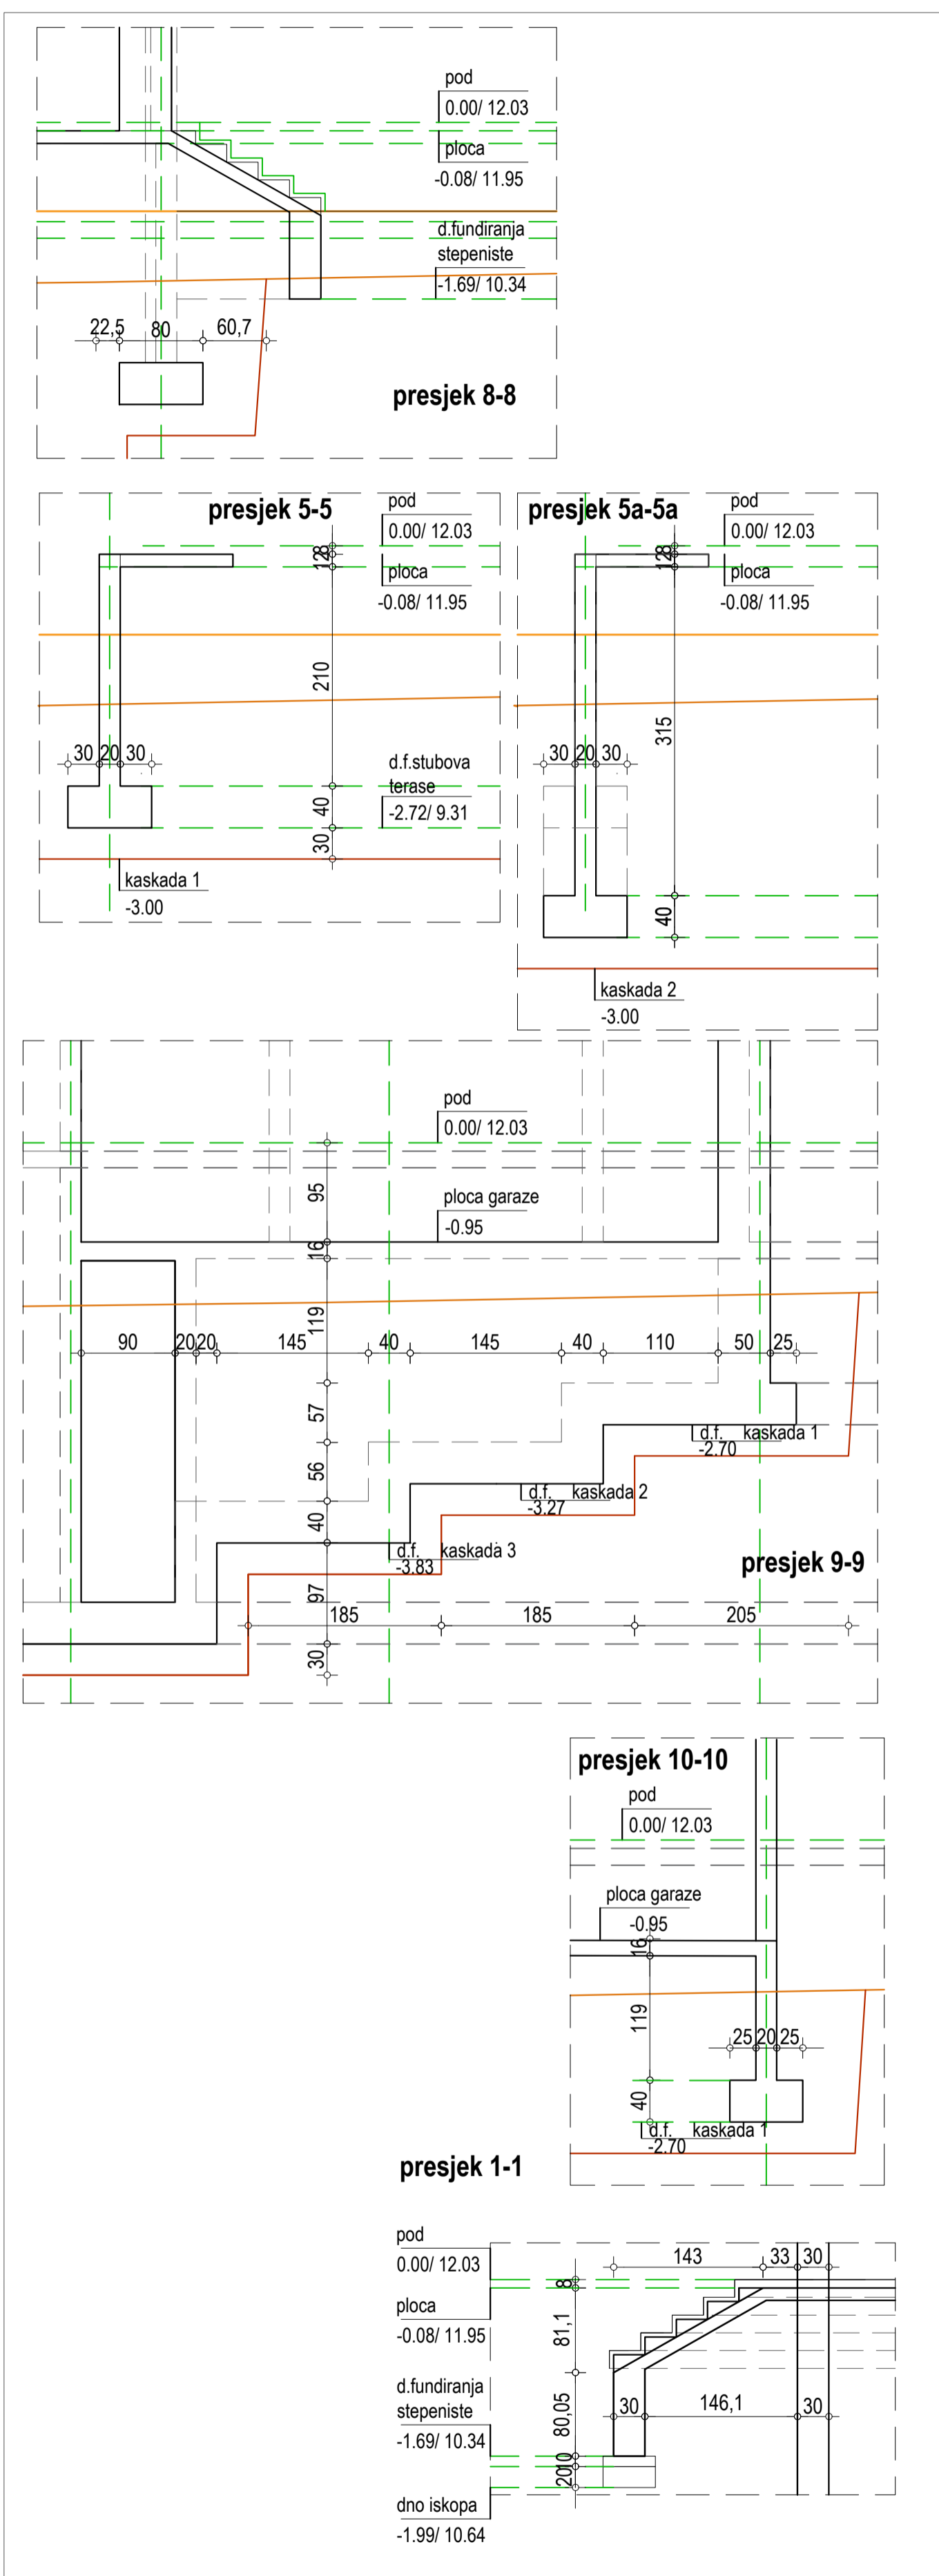 pod
0.00/ 12.03
ploca
-0.08/ 11.95
d.fundiranja
stepeniste
-1.69/ 10.34
22,5 80 60,7
presjek 8-8
presjek 5-5
pod
0.00/ 12.03
ploca
-0.08/ 11.95
12 8
210
30 20 30
d.f.stubova
terase
-2.72/ 9.31
40
30
kaskada 1
-3.00
presjek 5a-5a
pod
0.00/ 12.03
ploca
-0.08/ 11.95
12 8
315
30 20 30
40
kaskada 2
-3.00
pod
0.00/ 12.03
95
ploca garaze
-0.95
16
119
90 20 20 145 40 145 40 110 50 25
57
d.f. kaskada 1
-2.70
56
d.f. kaskada 2
-3.27
40
d.f. kaskada 3
-3.83
presjek 9-9
97
185 185 205
30
presjek 10-10
pod
0.00/ 12.03
ploca garaze
-0.95
16
119
25 20 25
40
d.f. kaskada 1
-2.70
presjek 1-1
pod
0.00/ 12.03
143 33 30
8
ploca
-0.08/ 11.95
81,1
d.fundiranja
stepeniste
-1.69/ 10.34
30 146,1 30
80,05
10
20
dno iskopa
-1.99/ 10.64